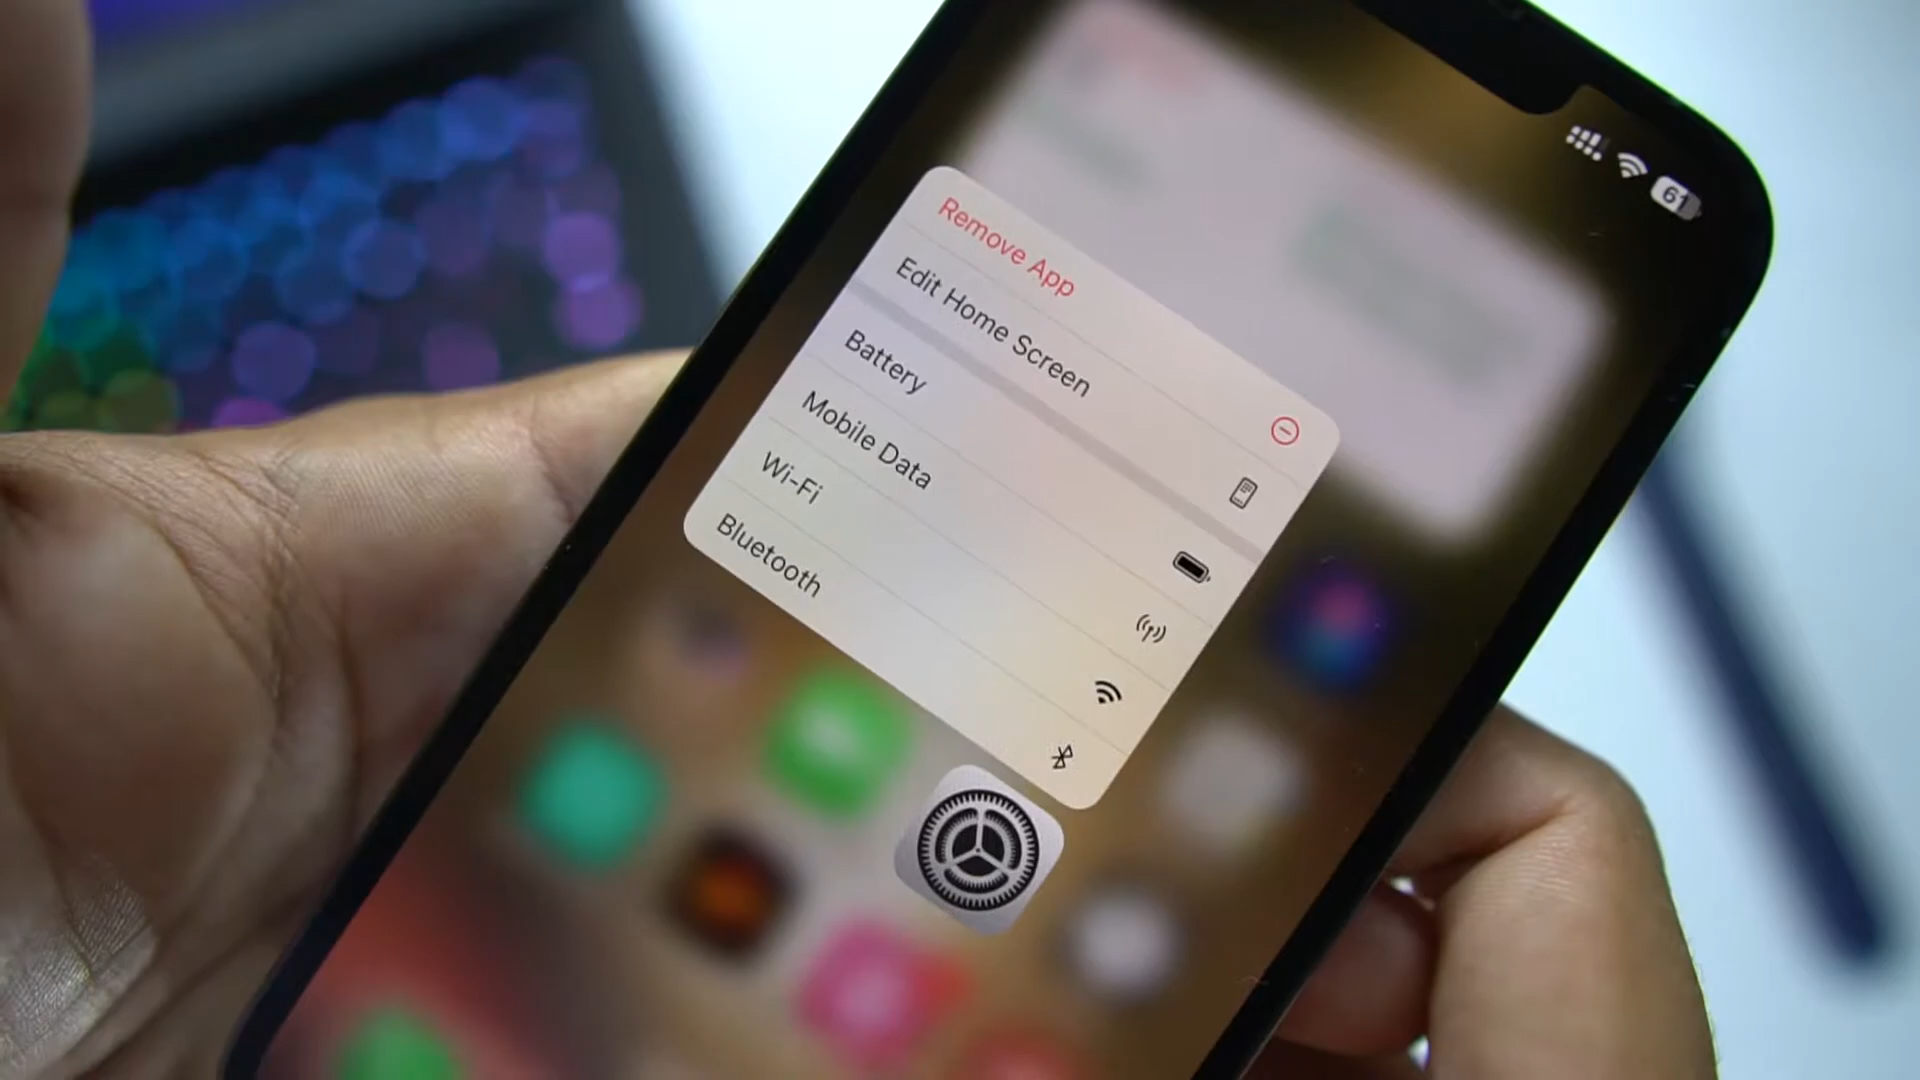 61
Remove App
Edit Home Screen
Battery
Mobile Data
Wi-Fi
Bluetooth